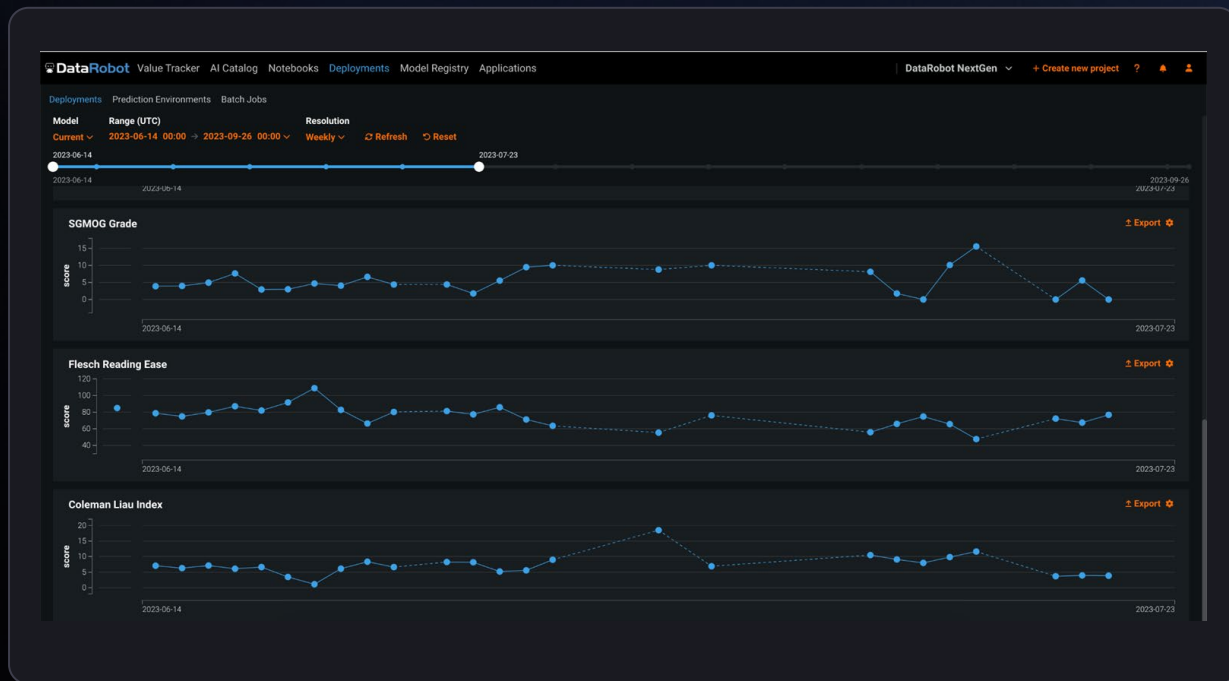 DataRobot Value Tracker AI Catalog Notebooks Deployments Model Registry Applications DataRobot NextGen + Create new project ?
Deployments Prediction Environments Batch Jobs
Model Range (UTC) Resolution
Current 2023-06-14 00:00 → 2023-09-26 00:00 Weekly Refresh Reset
2023-06-14 2023-07-23
2023-06-14 2023-09-26
2023-06-14 2023-07-23
SGMOG Grade Export
score
15
10
5
0
2023-06-14 2023-07-23
Flesch Reading Ease Export
score
120
100
80
60
40
2023-06-14 2023-07-23
Coleman Liau Index Export
score
20
15
10
5
0
2023-06-14 2023-07-23